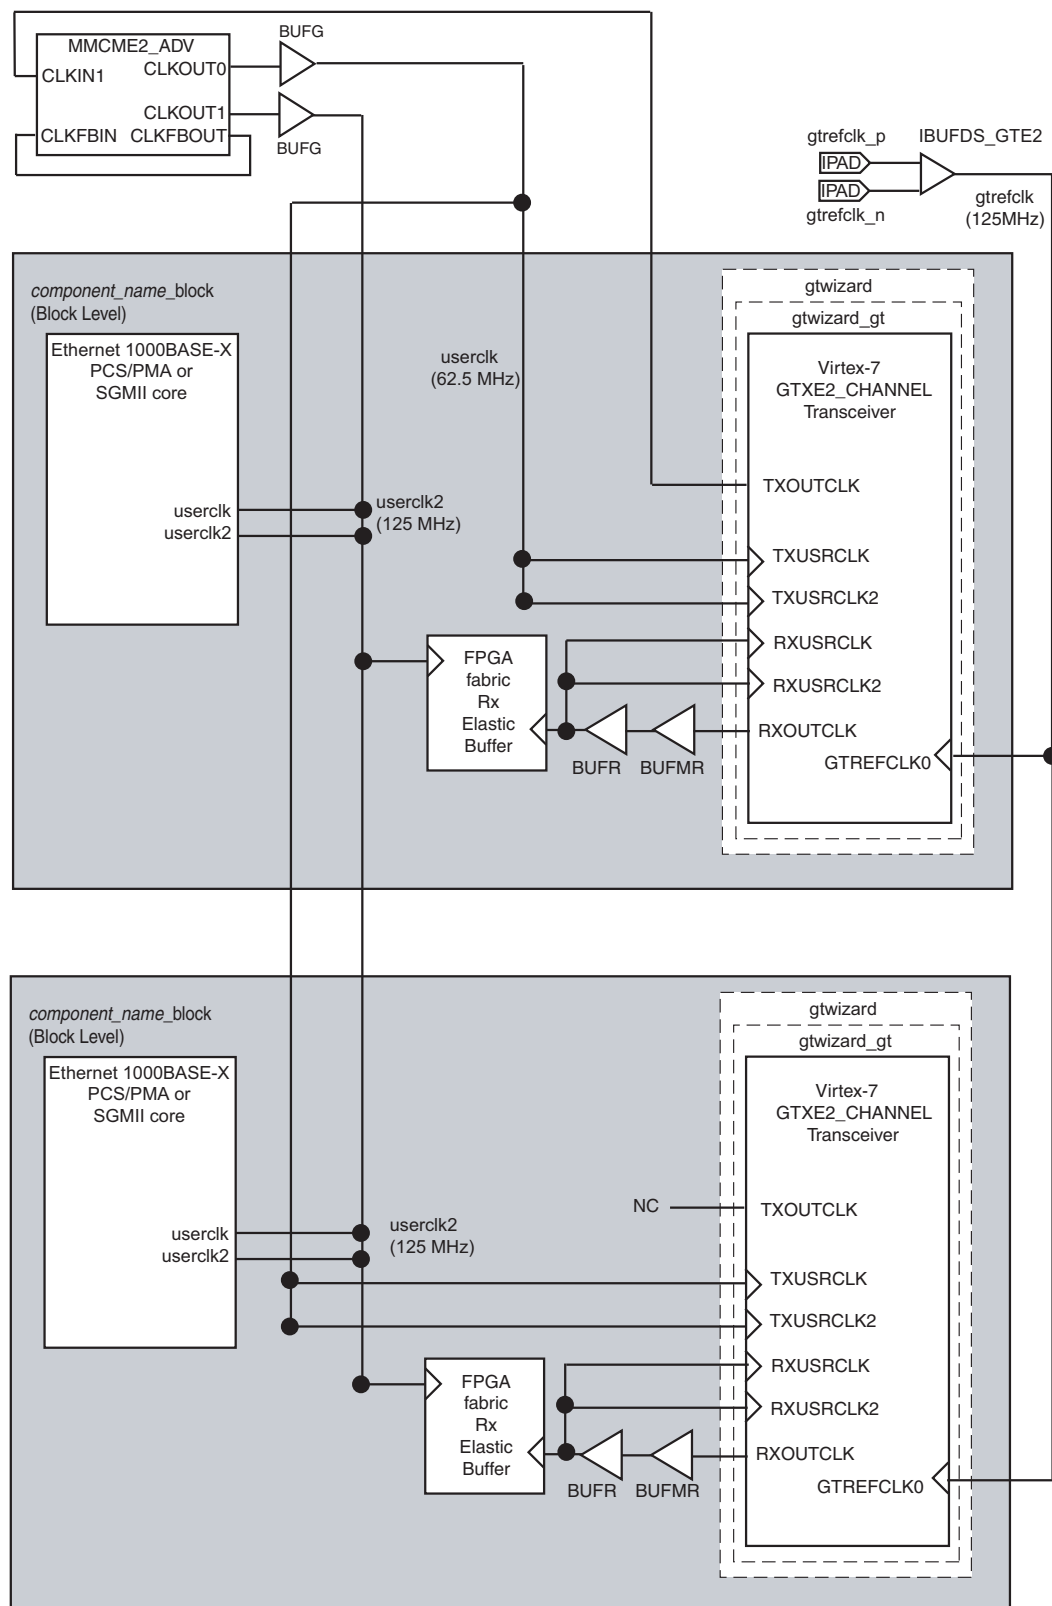 BUFG
MMCME2_ADV
CLKIN1
CLKOUT0
CLKOUT1
CLKFBIN
CLKFBOUT
BUFG
gtrefclk_p
IBUFDS_GTE2
IPAD
IPAD
gtrefclk_n
gtrefclk
(125MHz)
component_name_block
(Block Level)
Ethernet 1000BASE-X
PCS/PMA or
SGMII core
userclk
userclk2
userclk2
(125 MHz)
userclk
(62.5 MHz)
gtwizard
gtwizard_gt
Virtex-7
GTXE2_CHANNEL
Transceiver
TXOUTCLK
TXUSRCLK
TXUSRCLK2
RXUSRCLK
RXUSRCLK2
RXOUTCLK
GTREFCLK0
FPGA
fabric
Rx
Elastic
Buffer
BUFR
BUFMR
component_name_block
(Block Level)
Ethernet 1000BASE-X
PCS/PMA or
SGMII core
userclk
userclk2
userclk2
(125 MHz)
gtwizard
gtwizard_gt
Virtex-7
GTXE2_CHANNEL
Transceiver
NC
TXOUTCLK
TXUSRCLK
TXUSRCLK2
RXUSRCLK
RXUSRCLK2
RXOUTCLK
GTREFCLK0
FPGA
fabric
Rx
Elastic
Buffer
BUFR
BUFMR